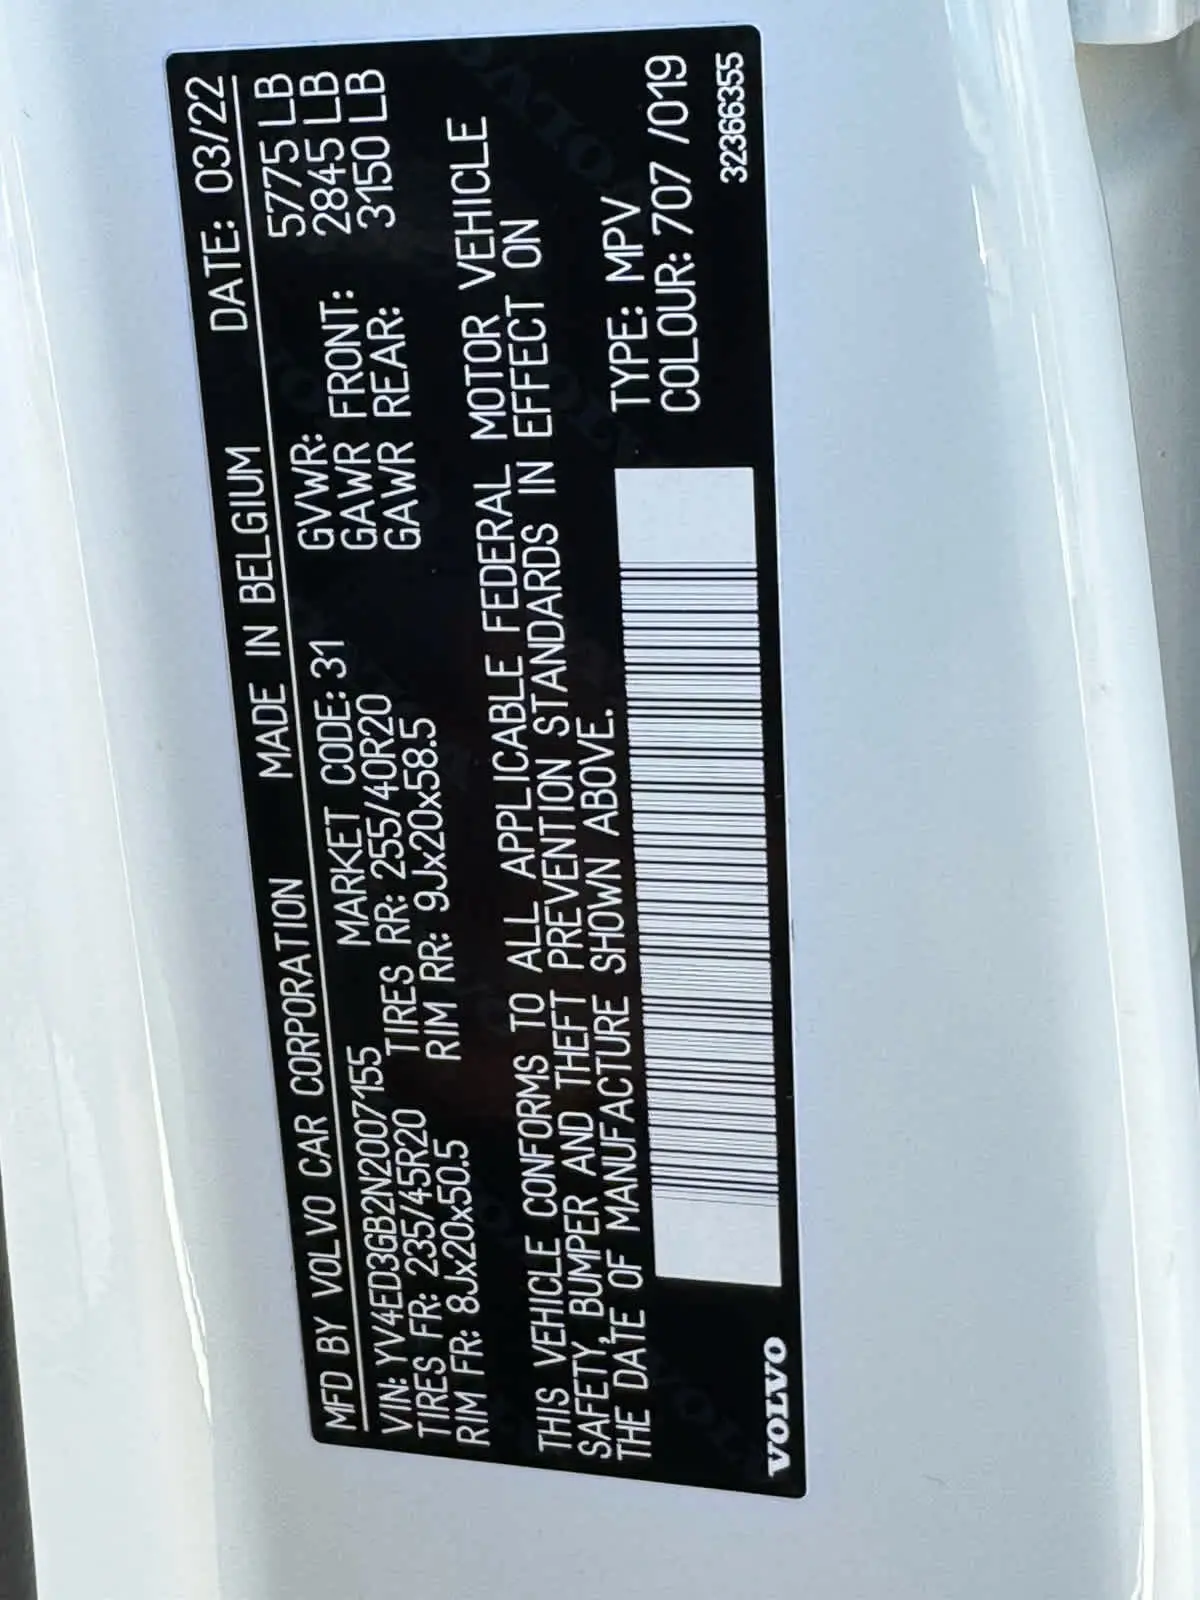 MFD BY VOLVO CAR CORPORATION MADE IN BELGIUM DATE: 03/22
VIN: YV4ED3GB2N2007155 MARKET CODE: 31 GVWR: 5775 LB
TIRES FR: 235/45R20 TIRES RR: 255/40R20 GAWR FRONT: 2845 LB
RIM FR: 8Jx20x50.5 RIM RR: 9Jx20x58.5 GAWR REAR: 3150 LB
THIS VEHICLE CONFORMS TO ALL APPLICABLE FEDERAL MOTOR VEHICLE
SAFETY, BUMPER AND THEFT PREVENTION STANDARDS IN EFFECT ON
THE DATE OF MANUFACTURE SHOWN ABOVE.
TYPE: MPV
COLOUR: 707 /019
VOLVO 32366355